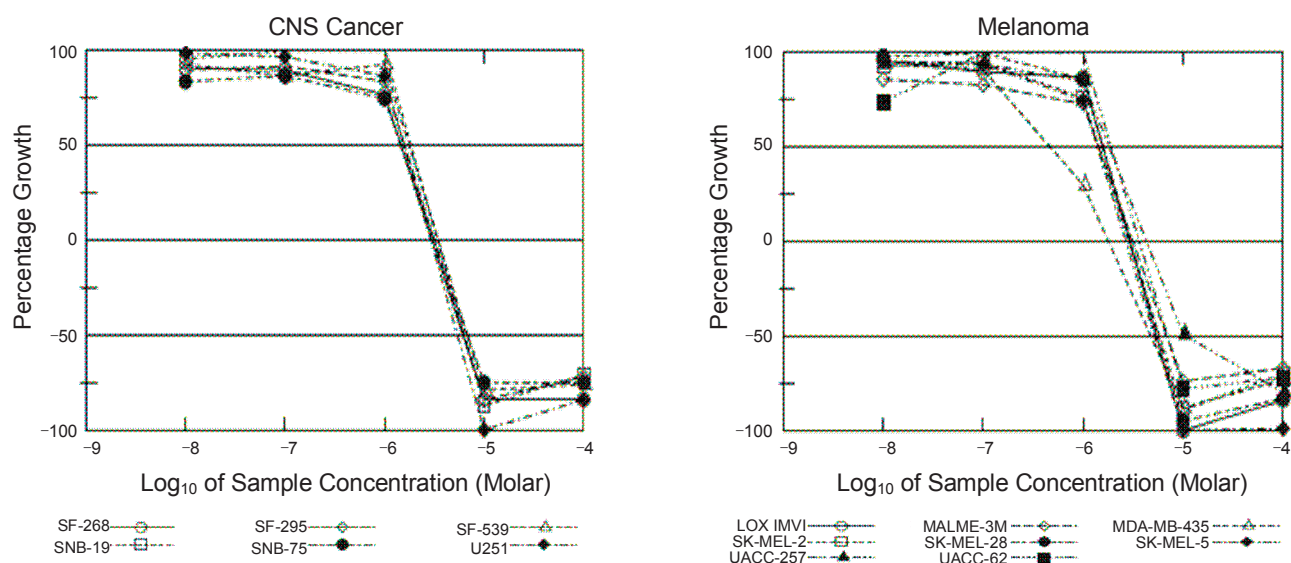 CNS Cancer
Percentage Growth
100
50
0
−50
−100
−9
−8
−7
−6
−5
−4
Log₁₀ of Sample Concentration (Molar)
SF-268
SF-295
SF-539
SNB-19
SNB-75
U251
Melanoma
Percentage Growth
100
50
0
−50
−100
−9
−8
−7
−6
−5
−4
Log₁₀ of Sample Concentration (Molar)
LOX IMVI
MALME-3M
MDA-MB-435
SK-MEL-2
SK-MEL-28
SK-MEL-5
UACC-257
UACC-62